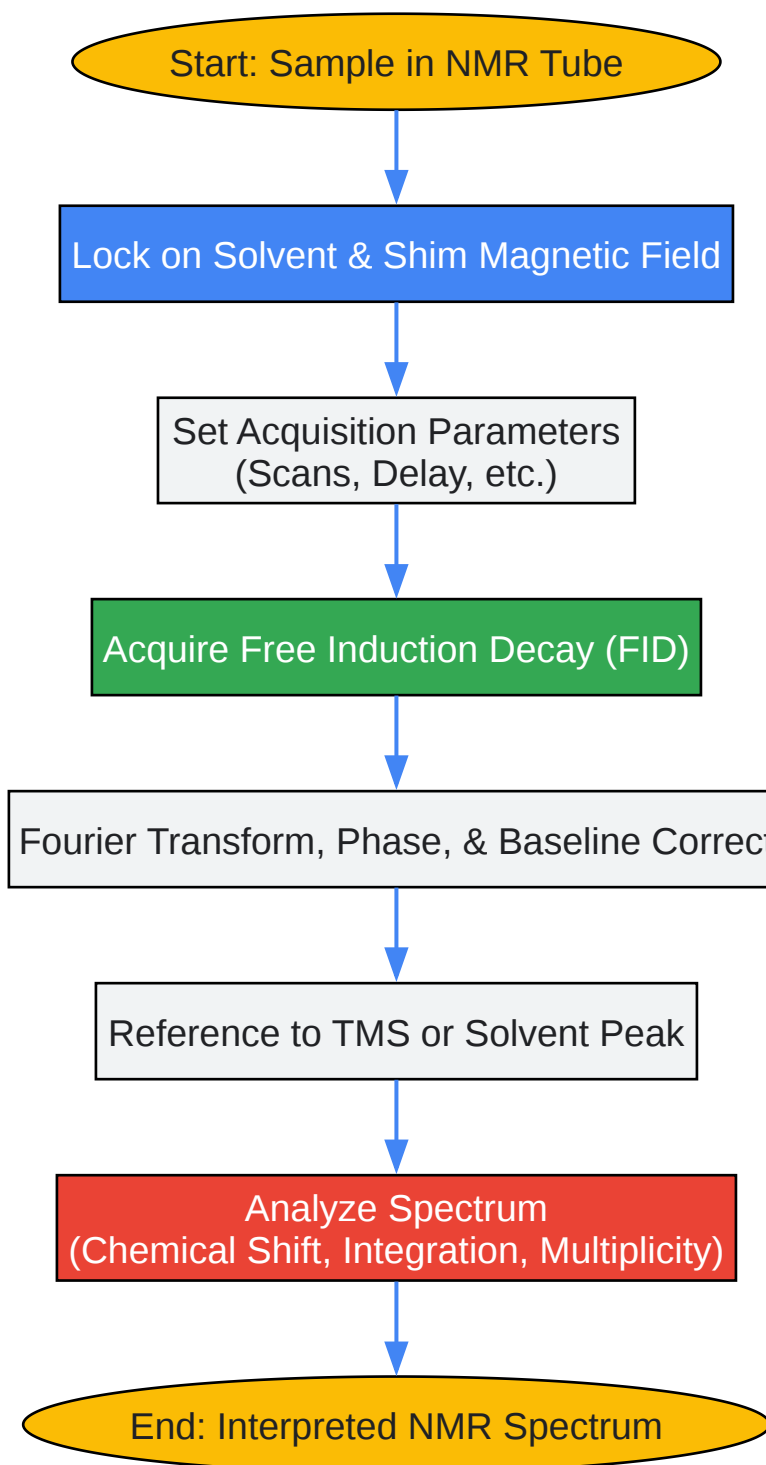 Start: Sample in NMR Tube
Lock on Solvent & Shim Magnetic Field
Set Acquisition Parameters
(Scans, Delay, etc.)
Acquire Free Induction Decay (FID)
Fourier Transform, Phase, & Baseline Correct
Reference to TMS or Solvent Peak
Analyze Spectrum
(Chemical Shift, Integration, Multiplicity)
End: Interpreted NMR Spectrum